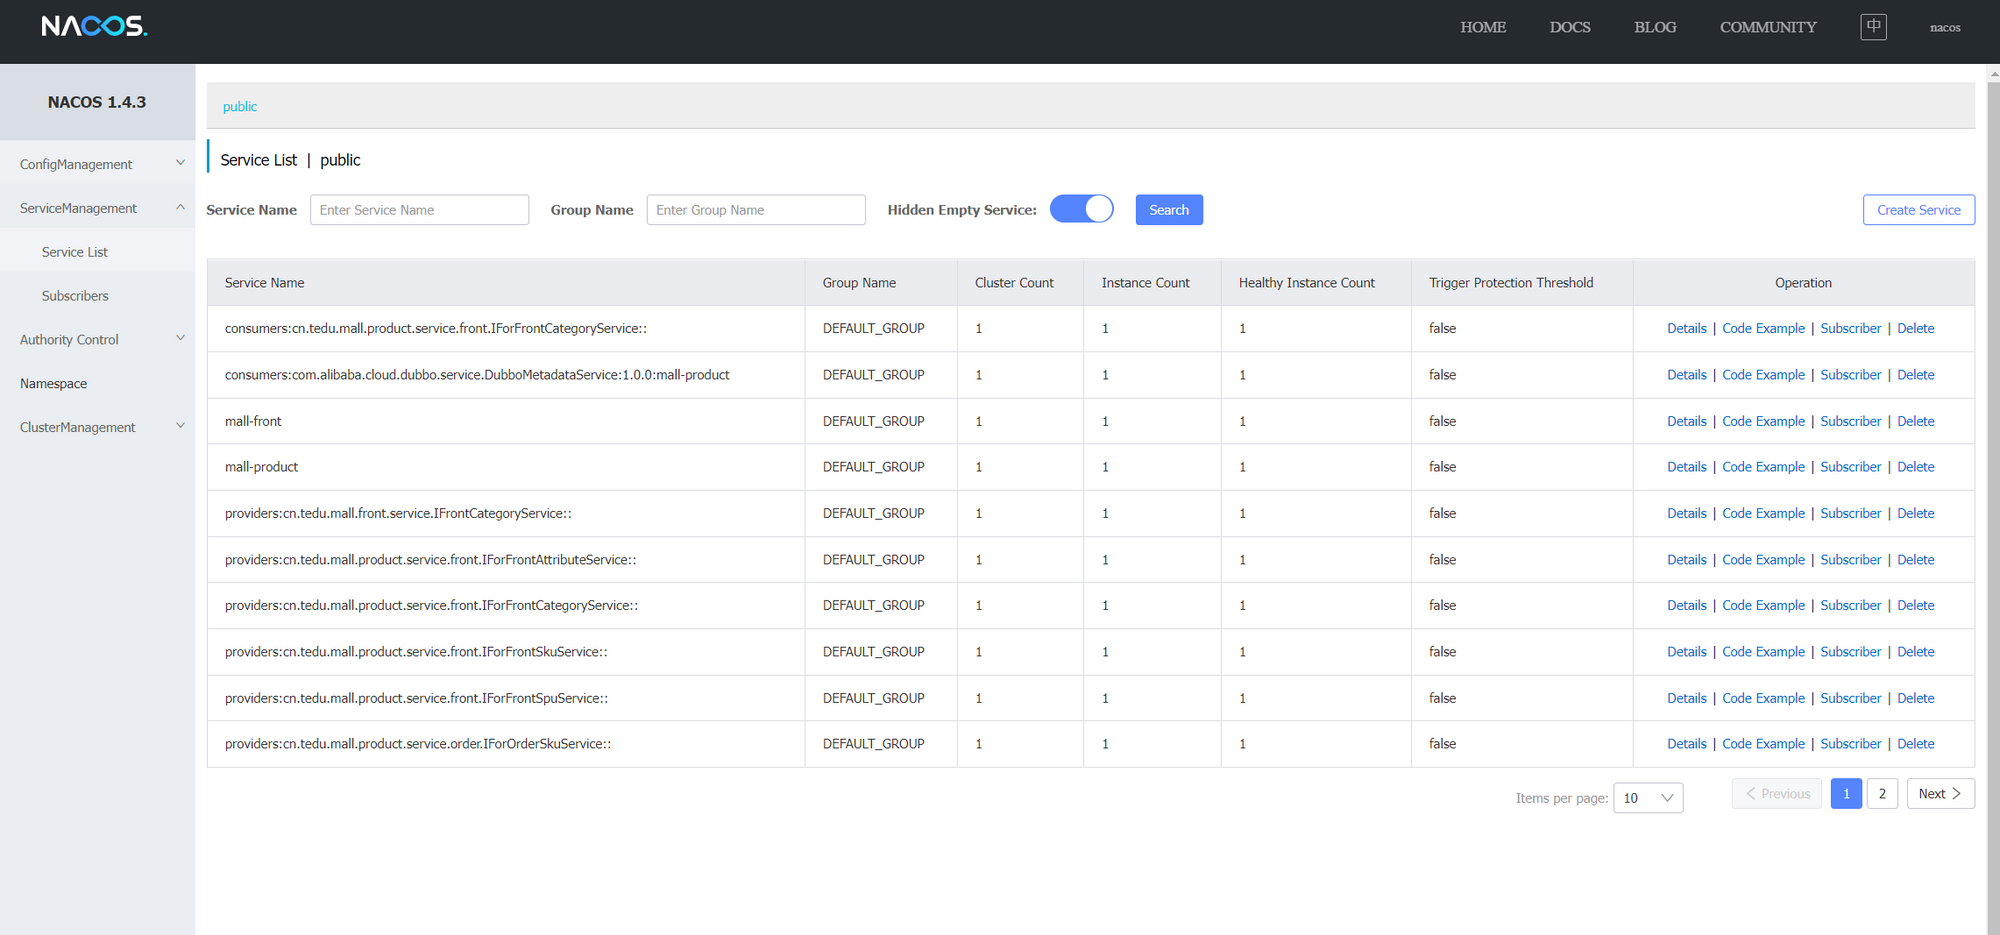 NACOS.
HOME DOCS BLOG COMMUNITY 中 nacos
NACOS 1.4.3
ConfigManagement
ServiceManagement
Service List
Subscribers
Authority Control
Namespace
ClusterManagement
public
Service List | public
Service Name Enter Service Name Group Name Enter Group Name Hidden Empty Service: Search Create Service
Service Name Group Name Cluster Count Instance Count Healthy Instance Count Trigger Protection Threshold Operation
consumers:cn.tedu.mall.product.service.front.IForFrontCategoryService:: DEFAULT_GROUP 1 1 1 false Details | Code Example | Subscriber | Delete
consumers:com.alibaba.cloud.dubbo.service.DubboMetadataService:1.0.0:mall-product DEFAULT_GROUP 1 1 1 false Details | Code Example | Subscriber | Delete
mall-front DEFAULT_GROUP 1 1 1 false Details | Code Example | Subscriber | Delete
mall-product DEFAULT_GROUP 1 1 1 false Details | Code Example | Subscriber | Delete
providers:cn.tedu.mall.front.service.IFrontCategoryService:: DEFAULT_GROUP 1 1 1 false Details | Code Example | Subscriber | Delete
providers:cn.tedu.mall.product.service.front.IForFrontAttributeService:: DEFAULT_GROUP 1 1 1 false Details | Code Example | Subscriber | Delete
providers:cn.tedu.mall.product.service.front.IForFrontCategoryService:: DEFAULT_GROUP 1 1 1 false Details | Code Example | Subscriber | Delete
providers:cn.tedu.mall.product.service.front.IForFrontSkuService:: DEFAULT_GROUP 1 1 1 false Details | Code Example | Subscriber | Delete
providers:cn.tedu.mall.product.service.front.IForFrontSpuService:: DEFAULT_GROUP 1 1 1 false Details | Code Example | Subscriber | Delete
providers:cn.tedu.mall.product.service.order.IForOrderSkuService:: DEFAULT_GROUP 1 1 1 false Details | Code Example | Subscriber | Delete
Items per page: 10 Previous 1 2 Next